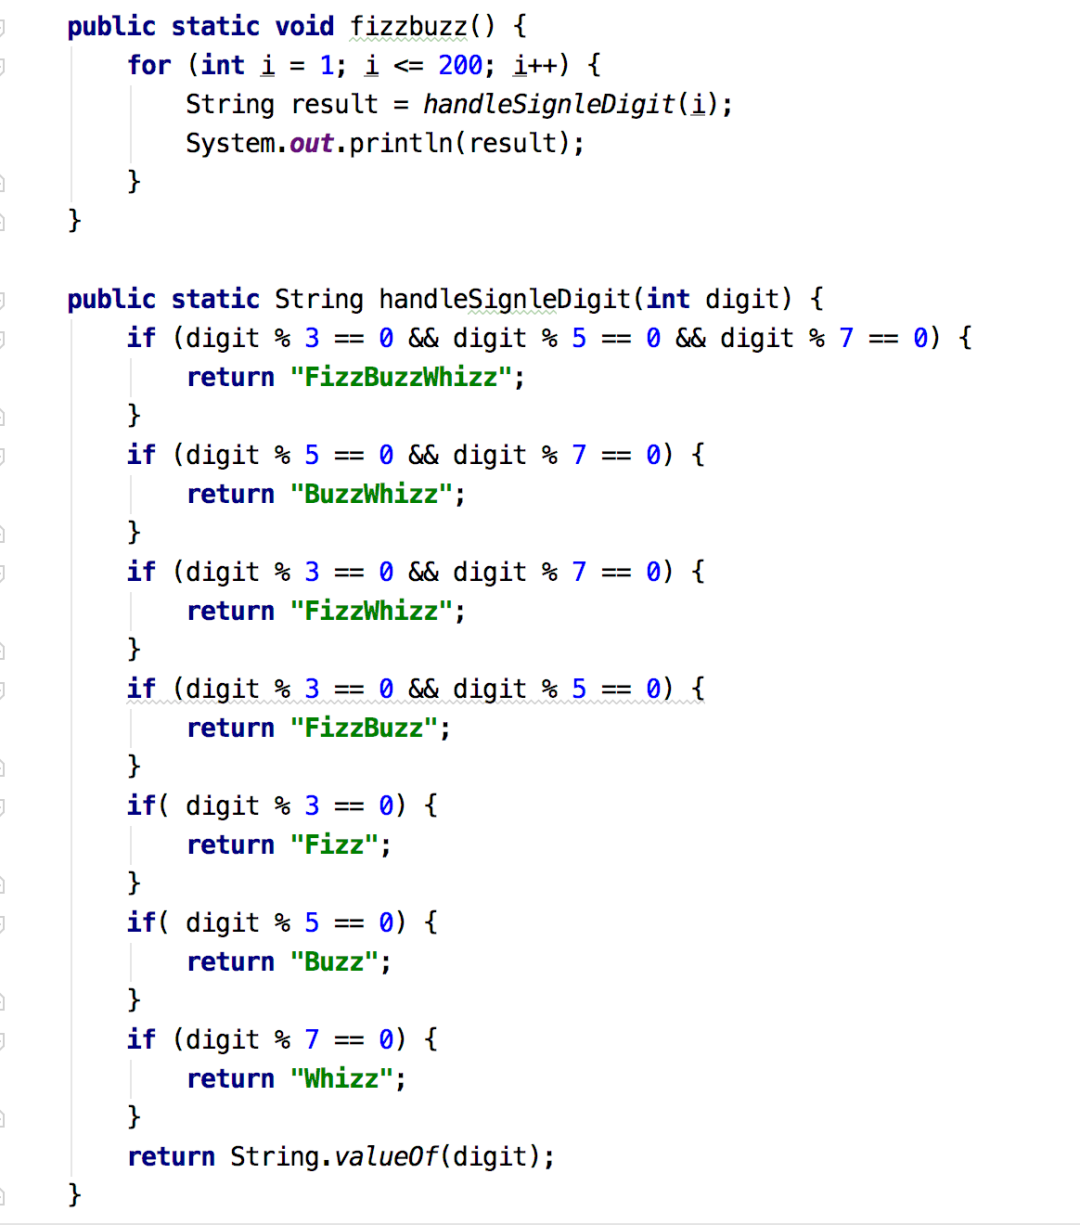 public static void fizzbuzz() {
for (int i = 1; i <= 200; i++) {
String result = handleSignleDigit(i);
System.out.println(result);
}
}
public static String handleSignleDigit(int digit) {
if (digit % 3 == 0 && digit % 5 == 0 && digit % 7 == 0) {
return "FizzBuzzWhizz";
}
if (digit % 5 == 0 && digit % 7 == 0) {
return "BuzzWhizz";
}
if (digit % 3 == 0 && digit % 7 == 0) {
return "FizzWhizz";
}
if (digit % 3 == 0 && digit % 5 == 0) {
return "FizzBuzz";
}
if( digit % 3 == 0) {
return "Fizz";
}
if( digit % 5 == 0) {
return "Buzz";
}
if (digit % 7 == 0) {
return "Whizz";
}
return String.valueOf(digit);
}